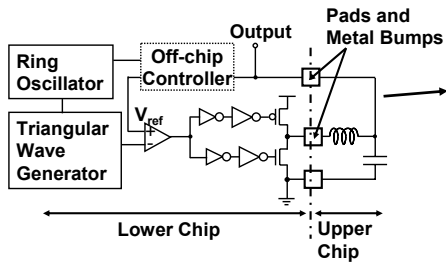 Output
Pads and
Metal Bumps
Off-chip
Controller
Ring
Oscillator
Triangular
Wave
Generator
Vref
+
-
Lower Chip
Upper
Chip